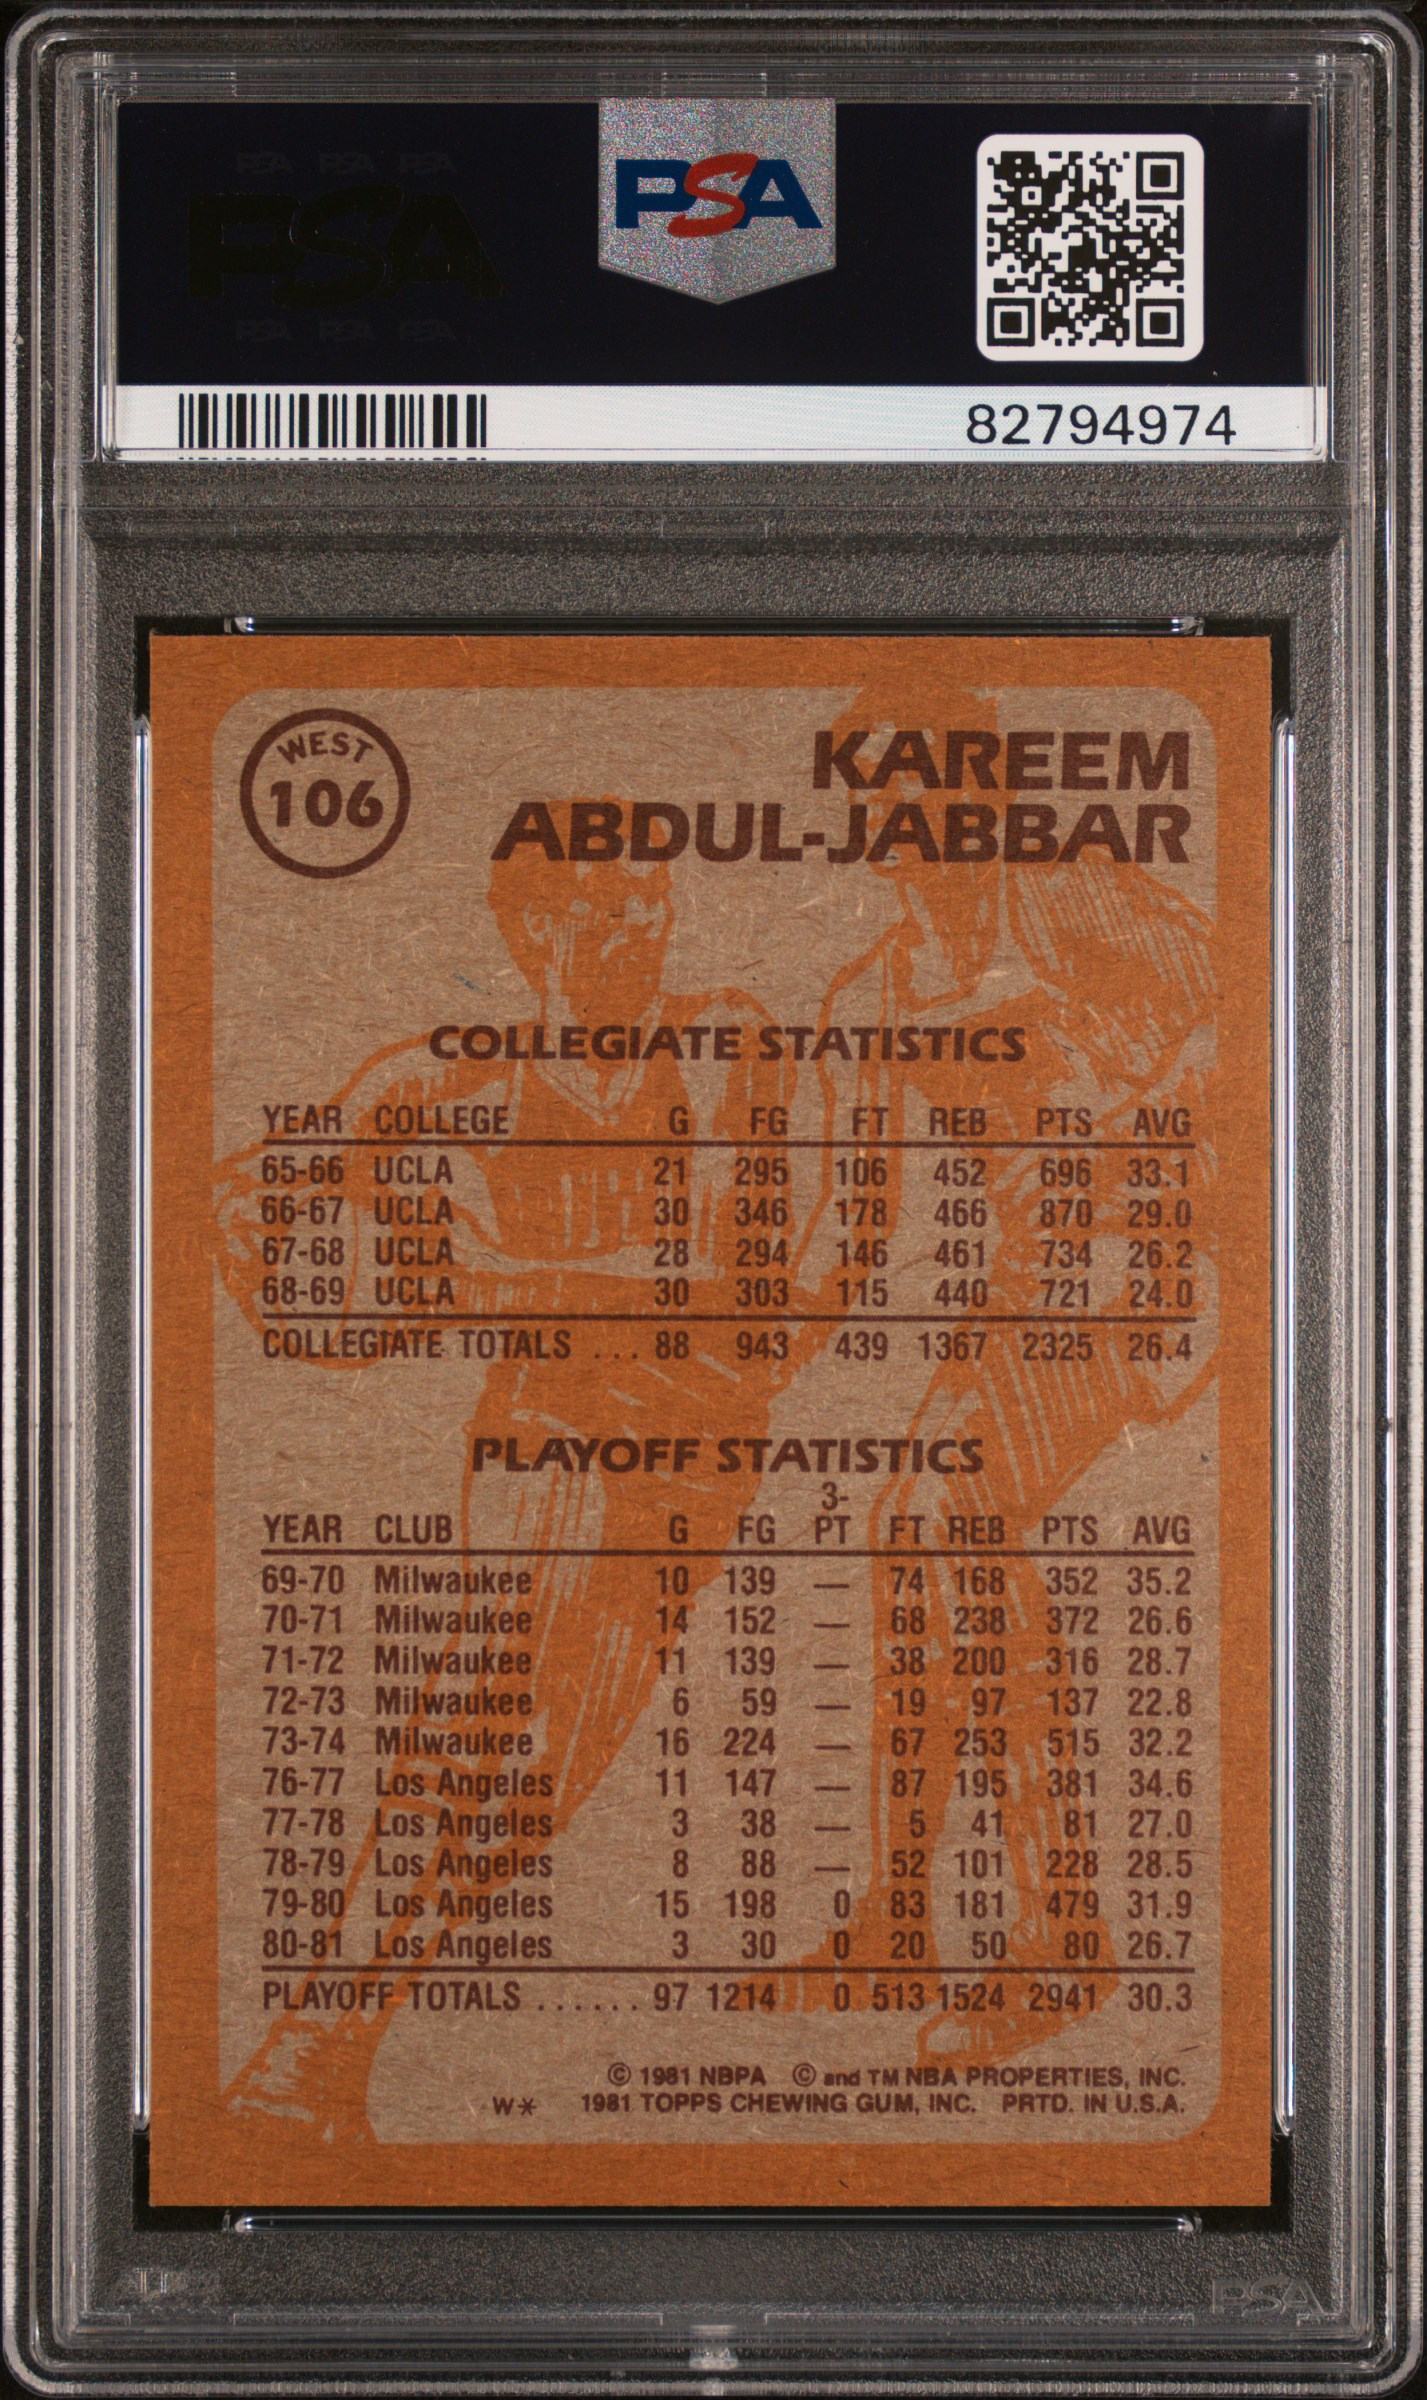 PSA PSA PSA
PSA
PSA PSA PSA
PSA
82794974
WEST
106
KAREEM
ABDUL-JABBAR
COLLEGIATE STATISTICS
YEAR COLLEGE G FG FT REB PTS AVG
65-66 UCLA 21 295 106 452 696 33.1
66-67 UCLA 30 346 178 466 870 29.0
67-68 UCLA 28 294 146 461 734 26.2
68-69 UCLA 30 303 115 440 721 24.0
COLLEGIATE TOTALS ... 88 943 439 1367 2325 26.4
PLAYOFF STATISTICS
3-
YEAR CLUB G FG PT FT REB PTS AVG
69-70 Milwaukee 10 139 — 74 168 352 35.2
70-71 Milwaukee 14 152 — 68 238 372 26.6
71-72 Milwaukee 11 139 — 38 200 316 28.7
72-73 Milwaukee 6 59 — 19 97 137 22.8
73-74 Milwaukee 16 224 — 67 253 515 32.2
76-77 Los Angeles 11 147 — 87 195 381 34.6
77-78 Los Angeles 3 38 — 5 41 81 27.0
78-79 Los Angeles 8 88 — 52 101 228 28.5
79-80 Los Angeles 15 198 0 83 181 479 31.9
80-81 Los Angeles 3 30 0 20 50 80 26.7
PLAYOFF TOTALS ...... 97 1214 0 513 1524 2941 30.3
© 1981 NBPA © and TM NBA PROPERTIES, INC.
W* 1981 TOPPS CHEWING GUM, INC. PRTD. IN U.S.A.
PSA